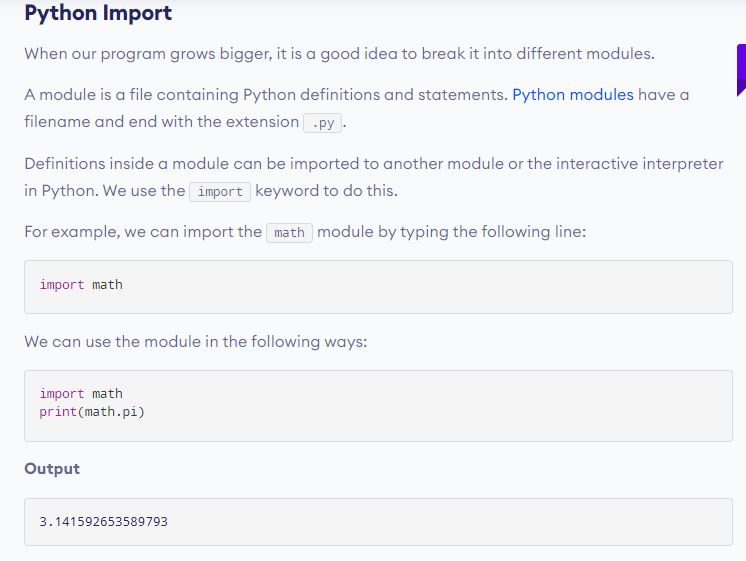 Python Import
When our program grows bigger, it is a good idea to break it into different modules.
A module is a file containing Python definitions and statements. Python modules have a
filename and end with the extension .py.
Definitions inside a module can be imported to another module or the interactive interpreter
in Python. We use the import keyword to do this.
For example, we can import the math module by typing the following line:
import math
We can use the module in the following ways:
import math
print(math.pi)
Output
3.141592653589793